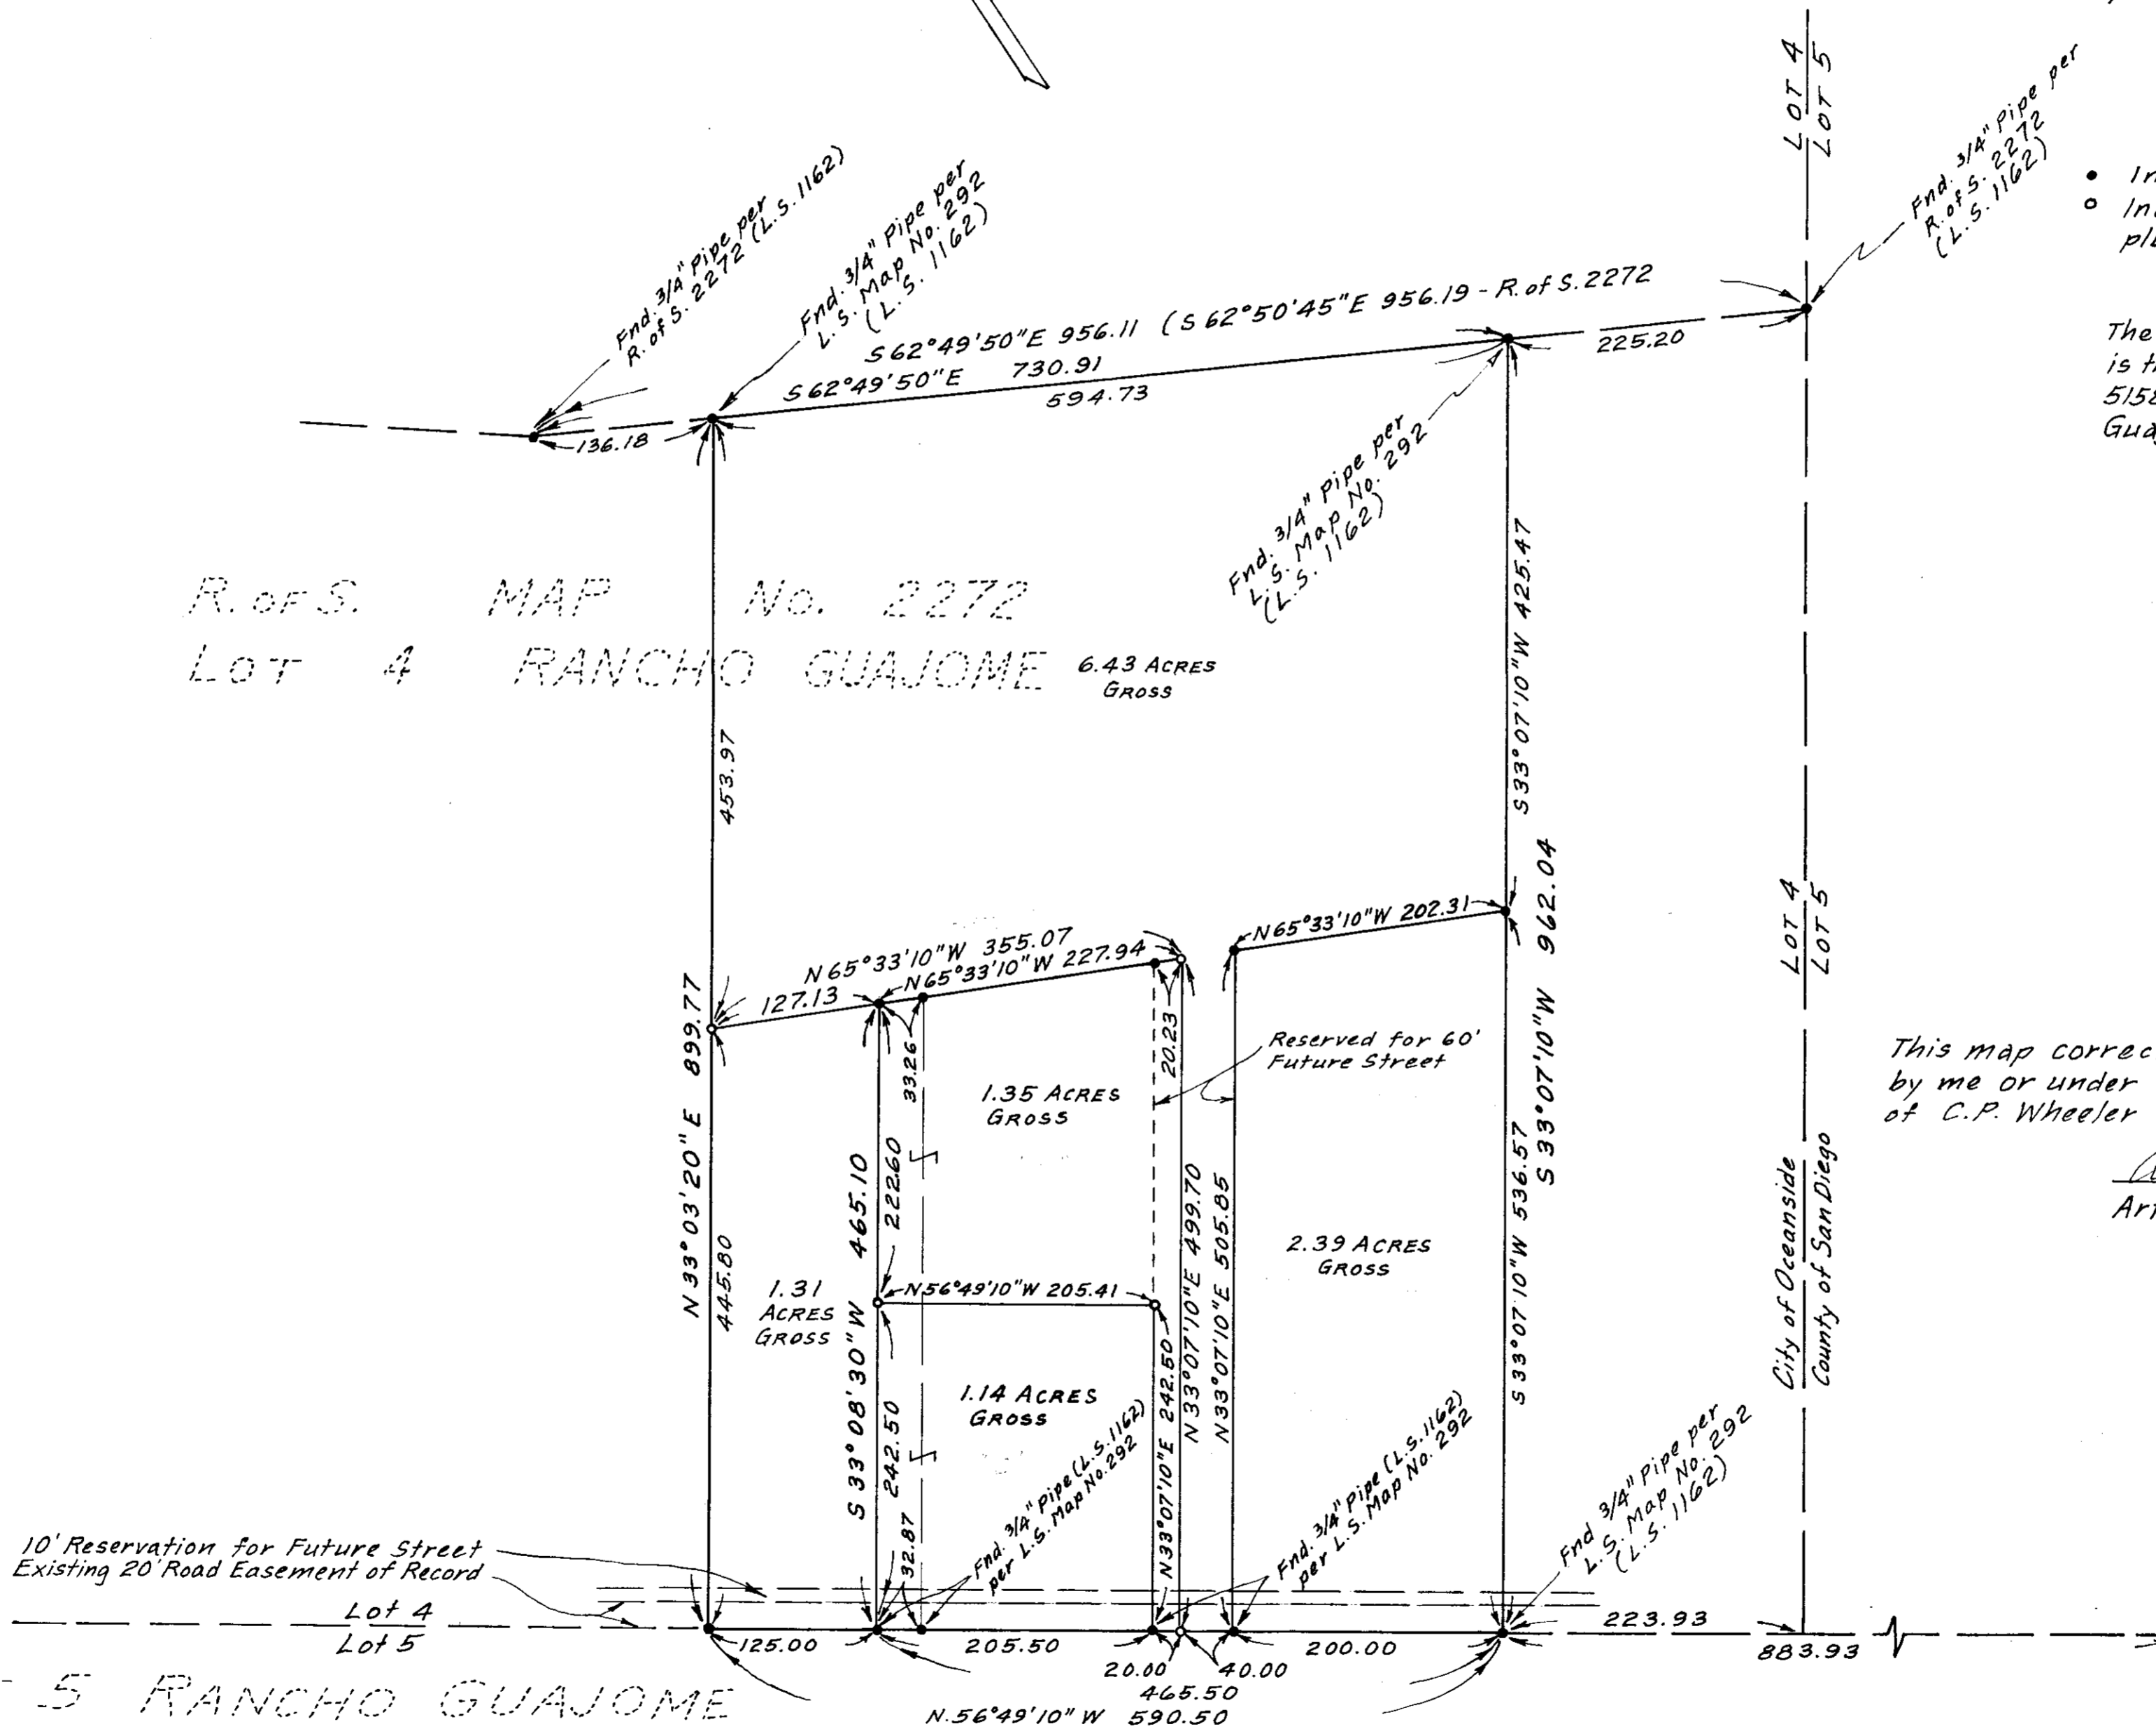 LOT 4
LOT 5
Fnd. 3/4" Pipe per
R. of S. 2272
(L.S. 1162)
Fnd. 3/4" Pipe per
R. of S. 2272 (L.S. 1162)
Fnd. 3/4" Pipe per
L.S. Map No. 292
(L.S. 1162)
S 62°49'50"E 956.11 (S 62°50'45"E 956.19 - R. of S. 2272
S 62°49'50"E 730.91
594.73
225.20
136.18
The
is
5158
Fnd. 3/4" Pipe per
L.S. Map No. 292
(L.S. 1162)
S 33°07'10"W 425.47
R. OF S. MAP No. 2272
LOT 4 RANCHO GUAJOME
6.43 ACRES
GROSS
453.97
S 33°07'10"W 962.04
LOT 4
LOT 5
N 65°33'10"W 202.31
N 65°33'10"W 355.07
N 65°33'10"W 227.94
127.13
N 33°03'20"E 899.77
33.26
20.23
Reserved for 60'
Future Street
1.35 ACRES
GROSS
This map correc
by me or under
of C.P. Wheeler
S 33°08'30"W 465.10
222.60
N 33°07'10"E 499.70
N 33°07'10"E 505.85
S 33°07'10"W 536.57
City of Oceanside
County of San Diego
2.39 ACRES
GROSS
445.80
1.31
ACRES
GROSS
N 56°49'10"W 205.41
1.14 ACRES
GROSS
242.50
N 33°07'10"E 242.50
32.87
Fnd. 3/4" Pipe (L.S. 1162)
per L.S. Map No. 292
Fnd. 3/4" Pipe (L.S. 1162)
per L.S. Map No. 292
Fnd 3/4" Pipe per
L.S. Map No. 292
(L.S. 1162)
10' Reservation for Future Street
Existing 20' Road Easement of Record
Lot 4
Lot 5
125.00
205.50
20.00
40.00
200.00
223.93
883.93
465.50
N. 56°49'10" W 590.50
5 RANCHO GUAJOME